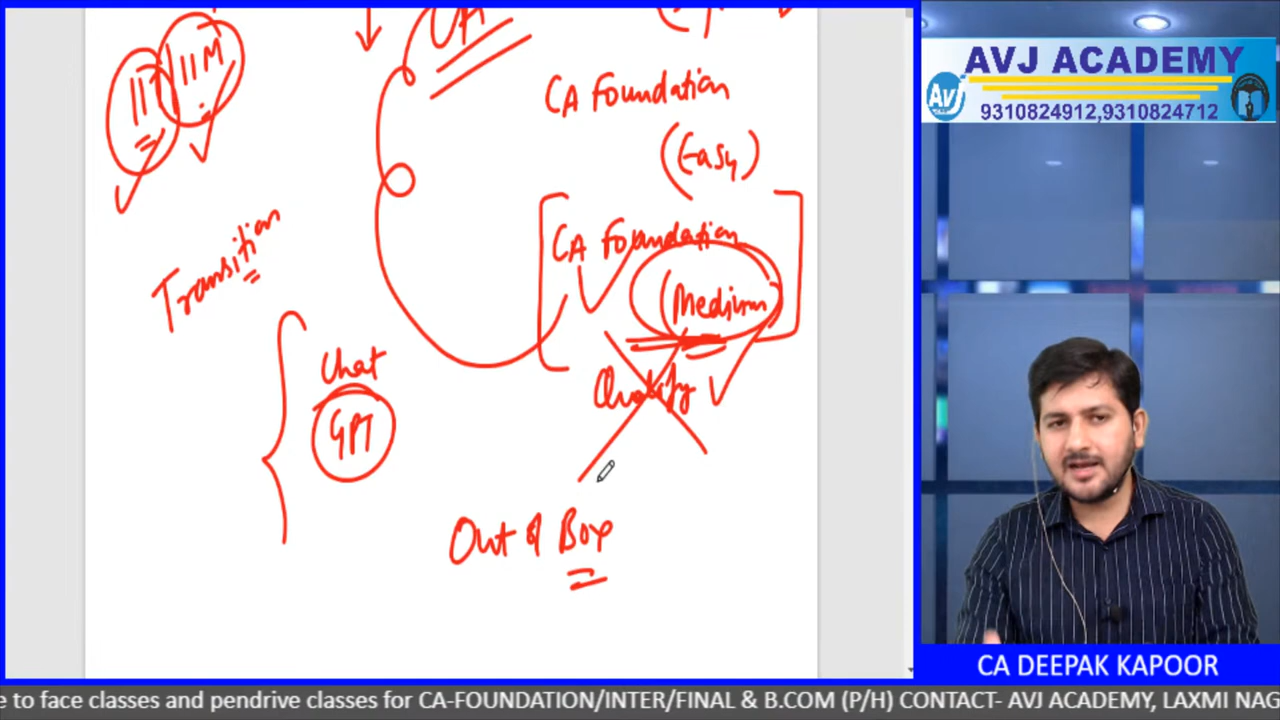 CA
IIT IIM
CA Foundation
(Easy)
Transition
CA Foundation
(Medium)
Chat
GPT
Qualify
Out of Box
AVJ ACADEMY
AV
9310824912,9310824712
CA DEEPAK KAPOOR
e to face classes and pendrive classes for CA-FOUNDATION/INTER/FINAL & B.COM (P/H) CONTACT- AVJ ACADEMY, LAXMI NAG